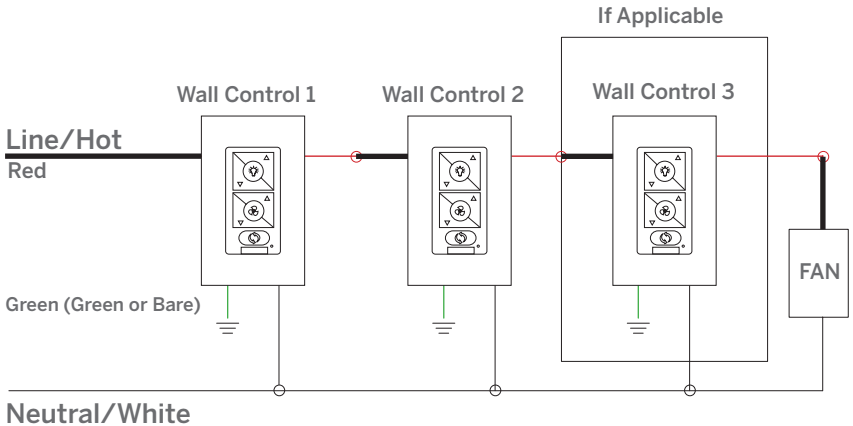 If Applicable
Wall Control 1
Wall Control 2
Wall Control 3
Line/Hot
Red
FAN
Green (Green or Bare)
Neutral/White